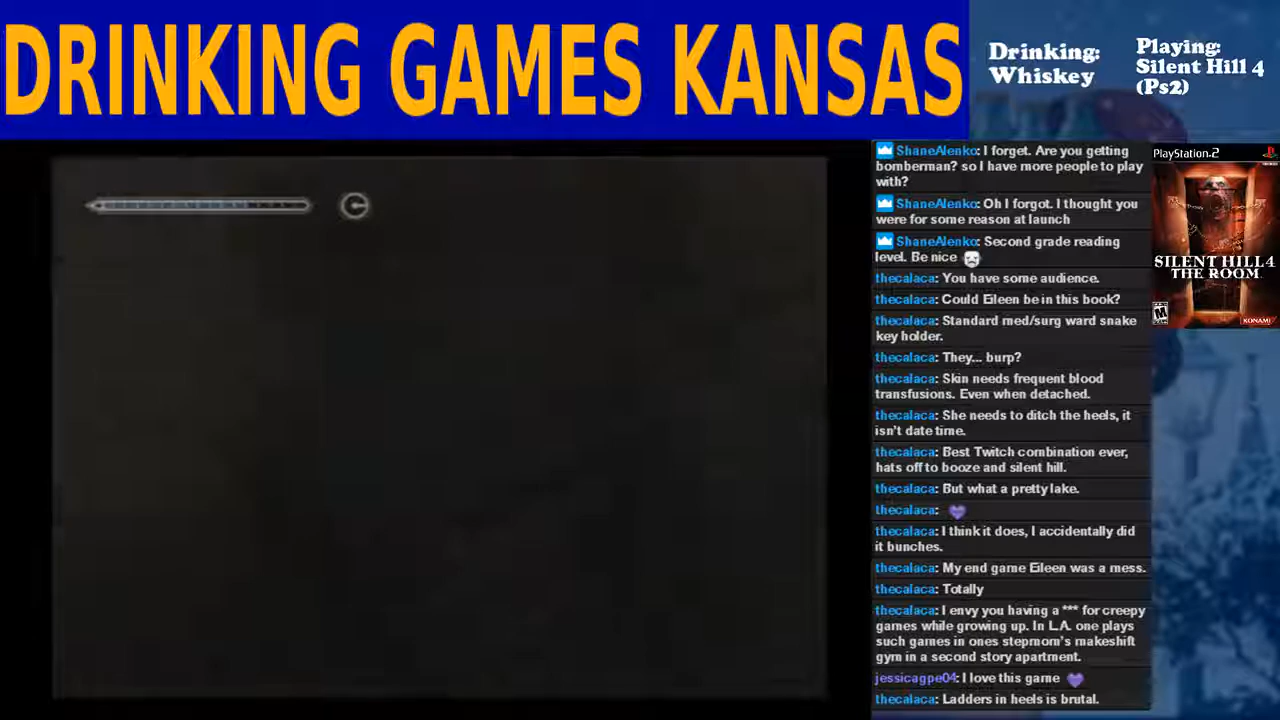 DRINKING GAMES KANSAS
Drinking:
Whiskey
Playing:
Silent Hill 4
(Ps2)
ShaneAlenko: I forget. Are you getting
bomberman? so I have more people to play
with?
ShaneAlenko: Oh I forgot. I thought you
were for some reason at launch
ShaneAlenko: Second grade reading
level. Be nice
thecalaca: You have some audience.
thecalaca: Could Eileen be in this book?
thecalaca: Standard med/surg ward snake
key holder.
thecalaca: They... burp?
thecalaca: Skin needs frequent blood
transfusions. Even when detached.
thecalaca: She needs to ditch the heels, it
isn't date time.
thecalaca: Best Twitch combination ever,
hats off to booze and silent hill.
thecalaca: But what a pretty lake.
thecalaca:
thecalaca: I think it does, I accidentally did
it bunches.
thecalaca: My end game Eileen was a mess.
thecalaca: Totally
thecalaca: I envy you having a *** for creepy
games while growing up. In L.A. one plays
such games in ones stepmom's makeshift
gym in a second story apartment.
jessicagpe04: I love this game
thecalaca: Ladders in heels is brutal.
PlayStation.2
SILENT HILL 4
THE ROOM
M
KONAMI